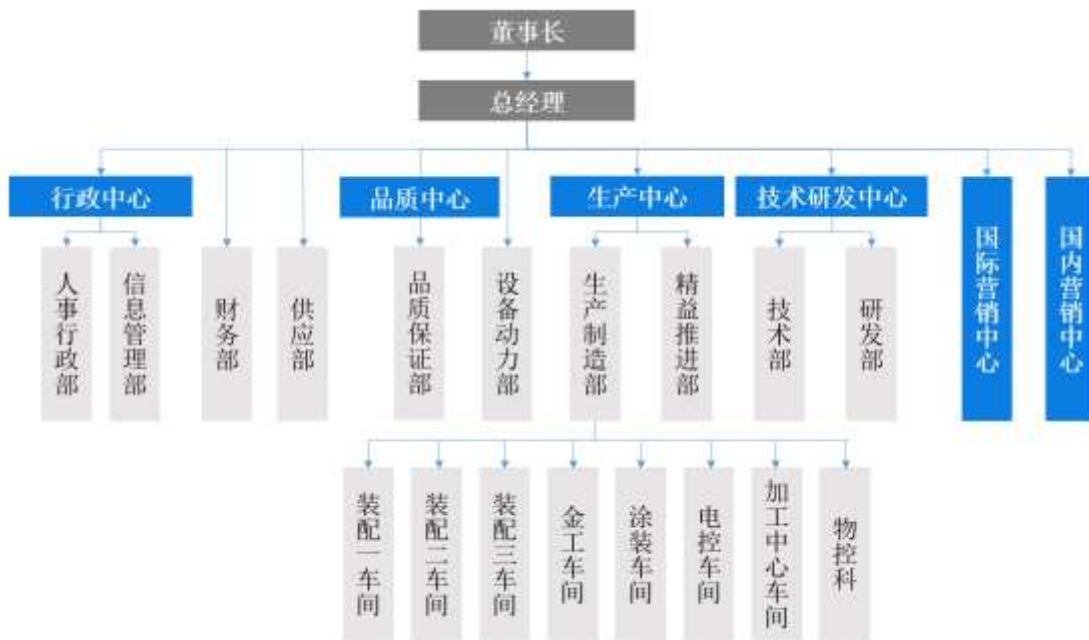 董事长
总经理
行政中心
品质中心
生产中心
技术研发中心
国际营销中心
国内营销中心
人事行政部
信息管理部
财务部
供应部
品质保证部
设备动力部
生产制造部
精益推进部
技术部
研发部
装配一车间
装配二车间
装配三车间
金工车间
涂装车间
电控车间
加工中心车间
物控科